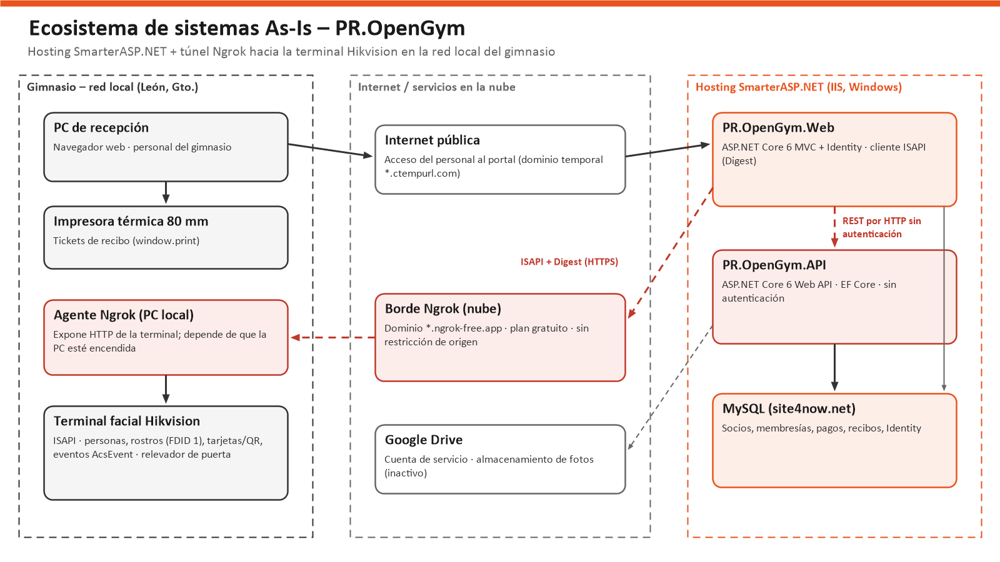 Ecosistema de sistemas As-Is – PR.OpenGym
Hosting SmarterASP.NET + túnel Ngrok hacia la terminal Hikvision en la red local del gimnasio
Gimnasio – red local (León, Gto.)
PC de recepción
Navegador web · personal del gimnasio
Impresora térmica 80 mm
Tickets de recibo (window.print)
Agente Ngrok (PC local)
Expone HTTP de la terminal; depende de que la
PC esté encendida
Terminal facial Hikvision
ISAPI · personas, rostros (FDID 1), tarjetas/QR,
eventos AcsEvent · relevador de puerta
Internet / servicios en la nube
Internet pública
Acceso del personal al portal (dominio temporal
*.ctempurl.com)
ISAPI + Digest (HTTPS)
Borde Ngrok (nube)
Dominio *.ngrok-free.app · plan gratuito · sin
restricción de origen
Google Drive
Cuenta de servicio · almacenamiento de fotos
(inactivo)
Hosting SmarterASP.NET (IIS, Windows)
PR.OpenGym.Web
ASP.NET Core 6 MVC + Identity · cliente ISAPI
(Digest)
REST por HTTP sin
autenticación
PR.OpenGym.API
ASP.NET Core 6 Web API · EF Core · sin
autenticación
MySQL (site4now.net)
Socios, membresías, pagos, recibos, Identity